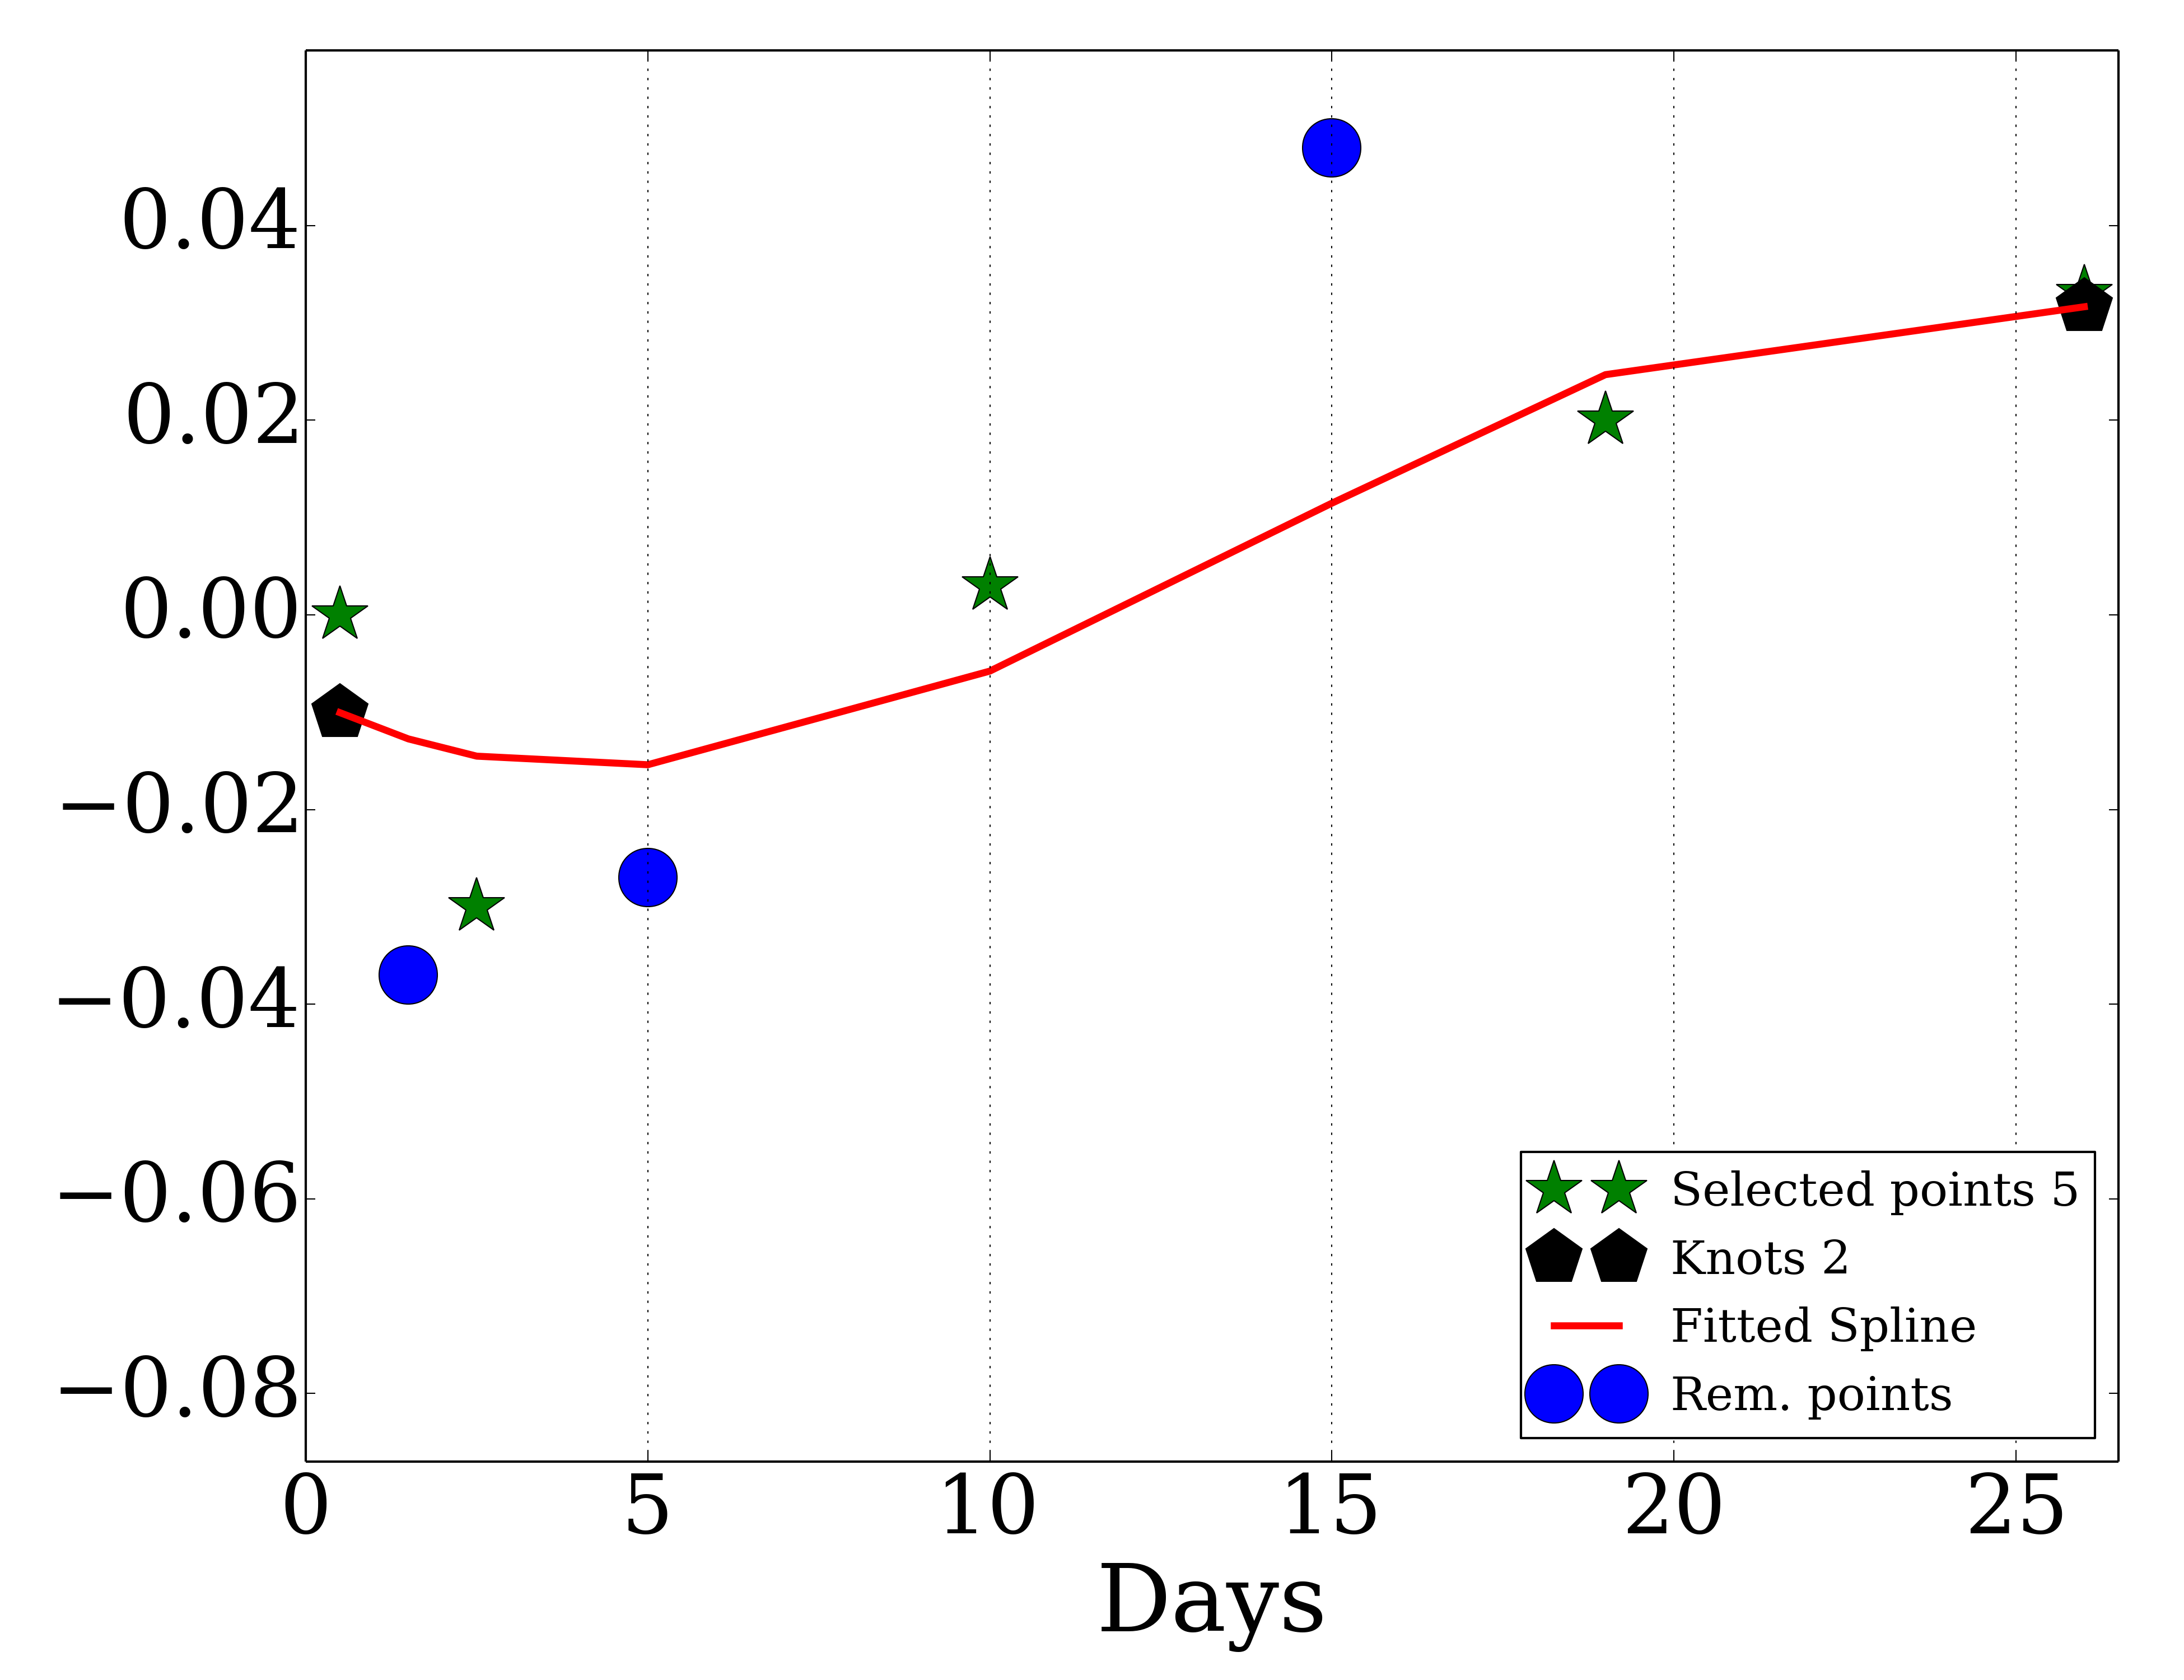 0.04
0.02
0.00
−0.02
−0.04
−0.06
−0.08
Selected points 5
Knots 2
Fitted Spline
Rem. points
0 5 10 15 20 25
Days